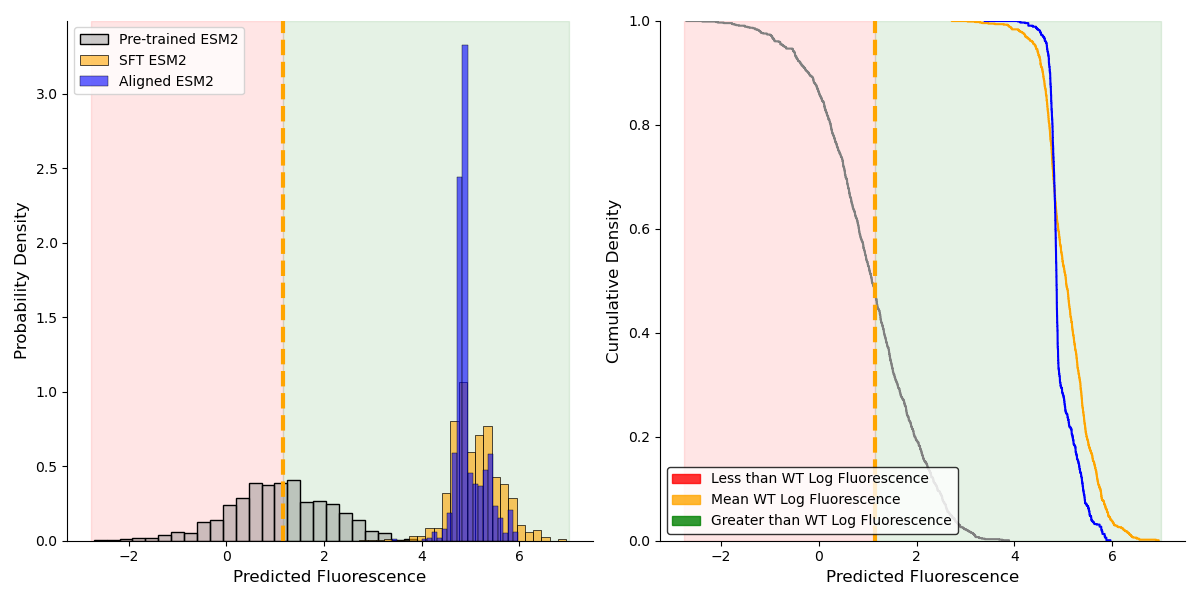 Pre-trained ESM2
SFT ESM2
Aligned ESM2
Probability Density
3.0
2.5
2.0
1.5
1.0
0.5
0.0
−2
0
2
4
6
Predicted Fluorescence
Cumulative Density
1.0
0.8
0.6
0.4
0.2
0.0
Less than WT Log Fluorescence
Mean WT Log Fluorescence
Greater than WT Log Fluorescence
−2
0
2
4
6
Predicted Fluorescence